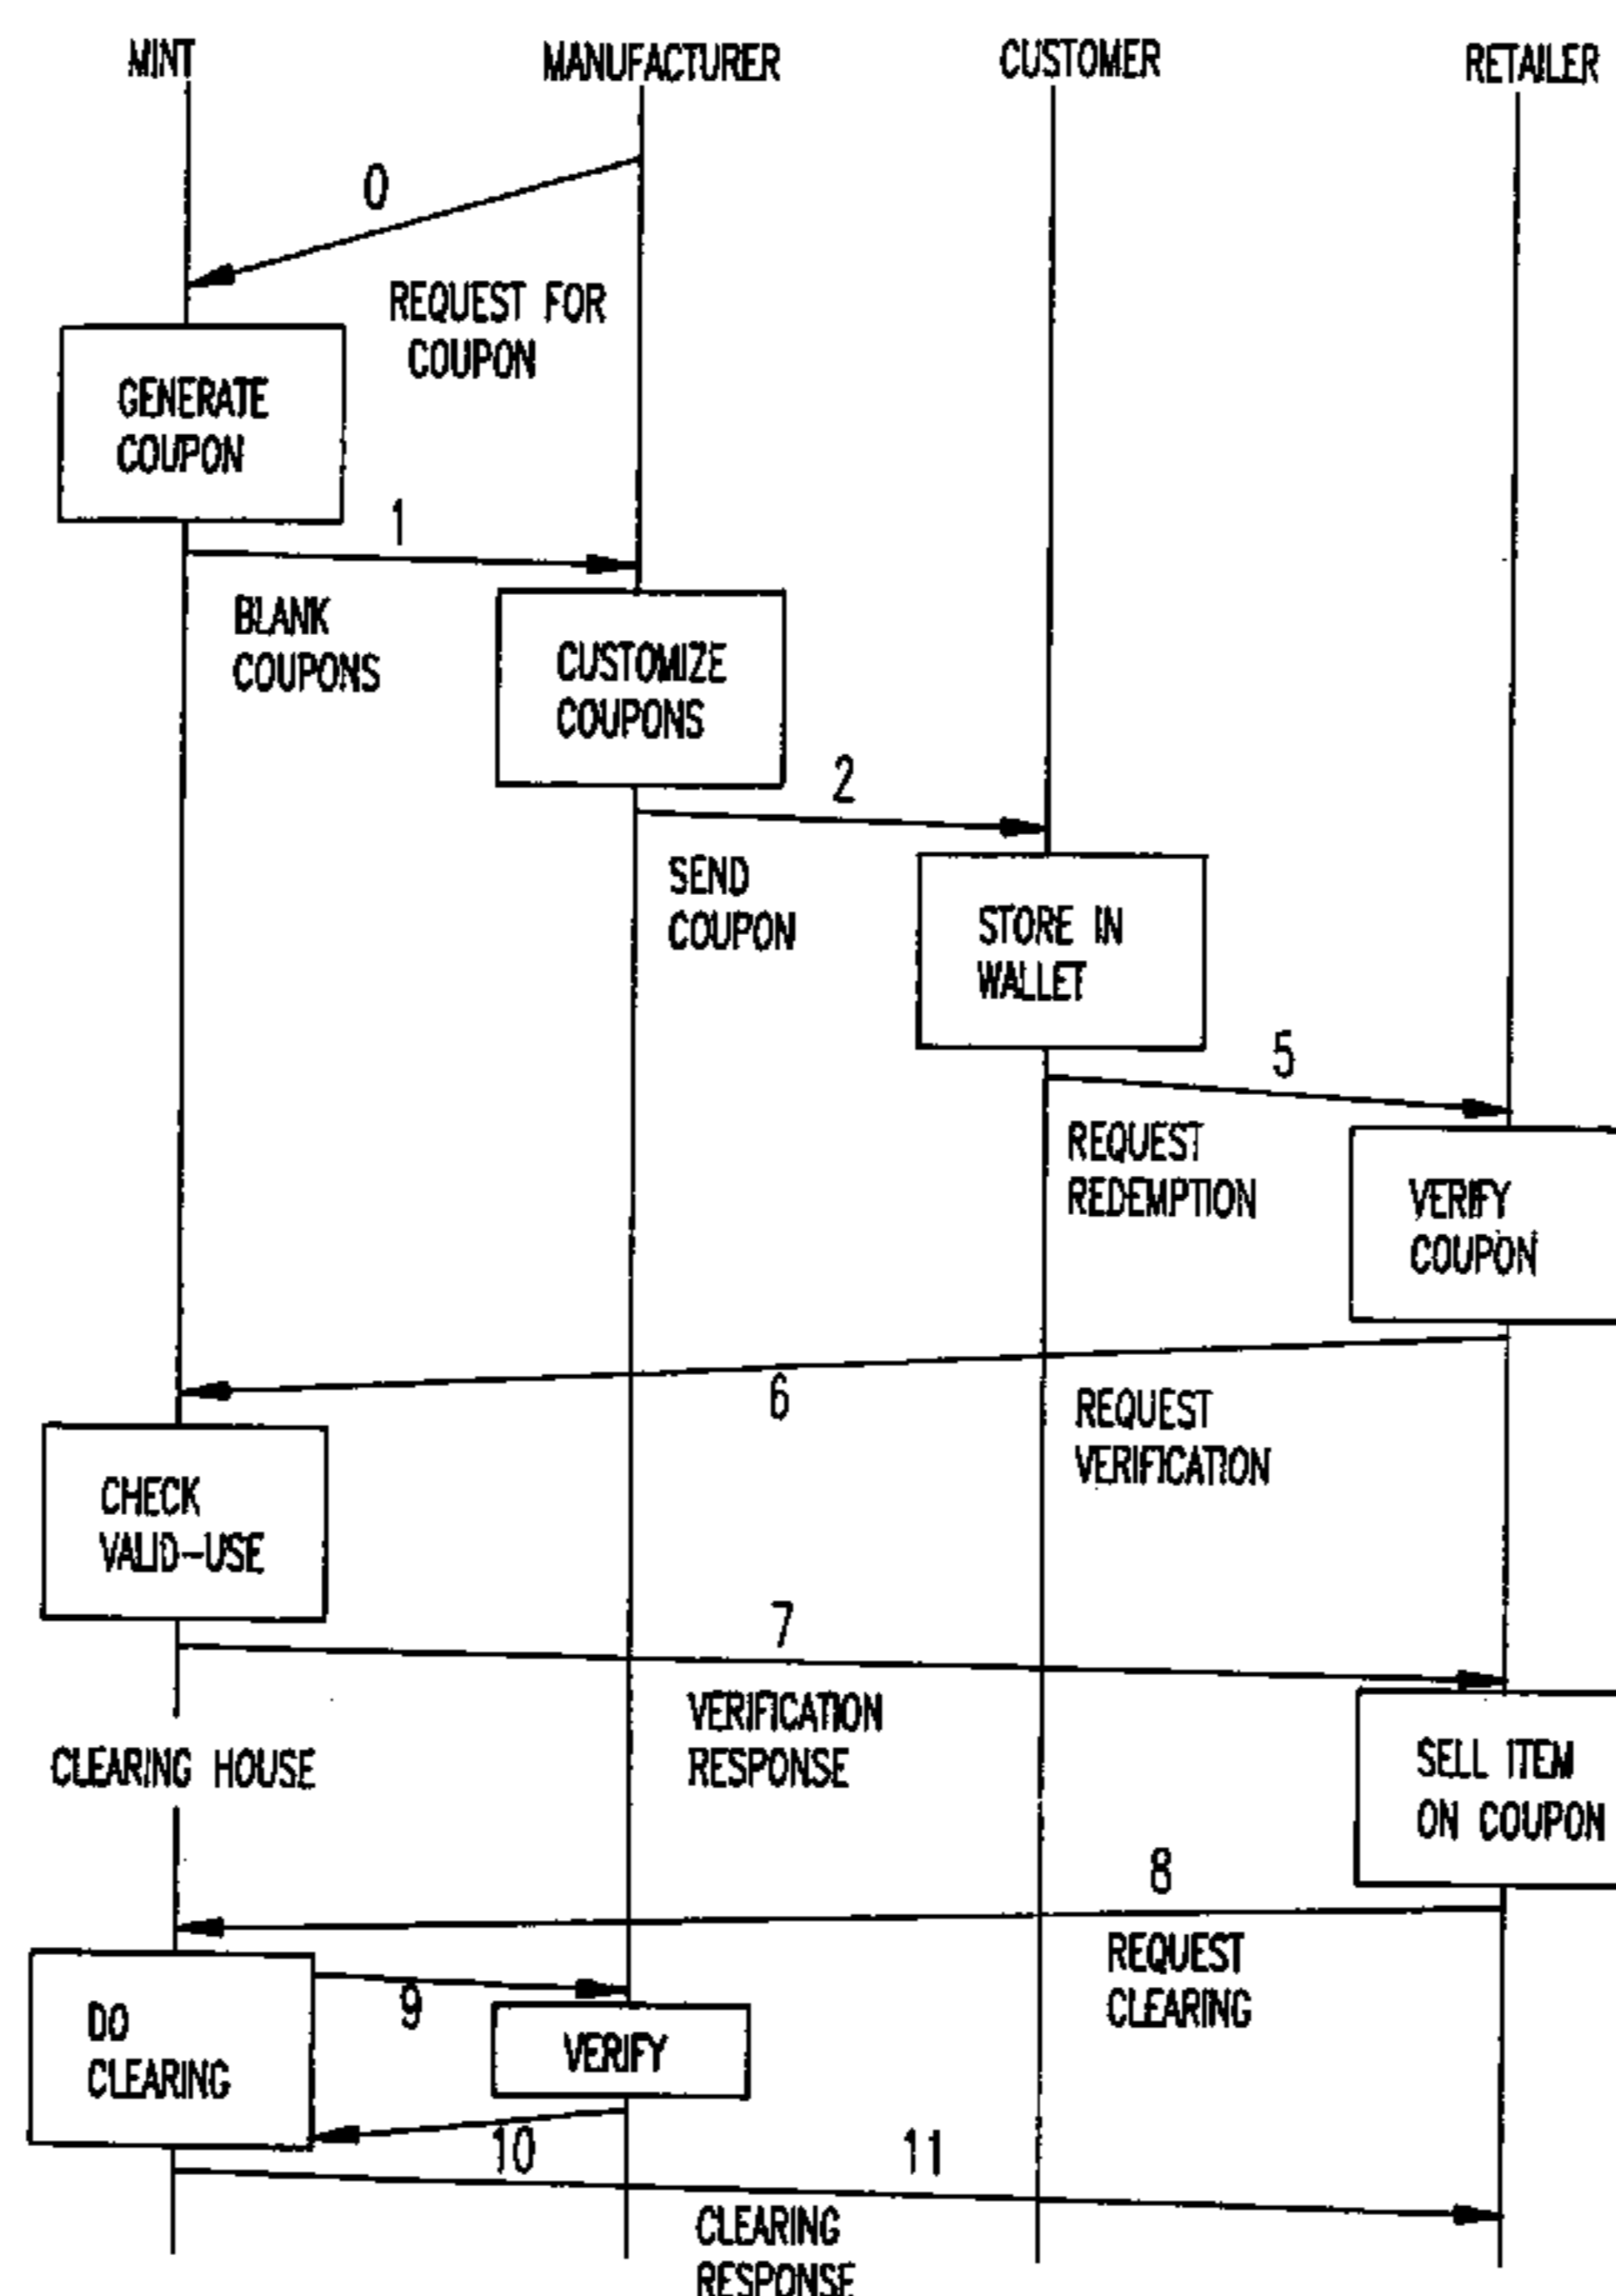 MINT
MANUFACTURER
CUSTOMER
RETAILER
0
REQUEST FOR
COUPON
GENERATE
COUPON
1
BLANK
COUPONS
CUSTOMIZE
COUPONS
2
SEND
COUPON
STORE IN
WALLET
5
REQUEST
REDEMPTION
VERIFY
COUPON
6
REQUEST
VERIFICATION
CHECK
VALID-USE
7
VERIFICATION
RESPONSE
CLEARING HOUSE
SELL ITEM
ON COUPON
8
REQUEST
CLEARING
DO
CLEARING
9
VERIFY
10
11
CLEARING
RESPONSE